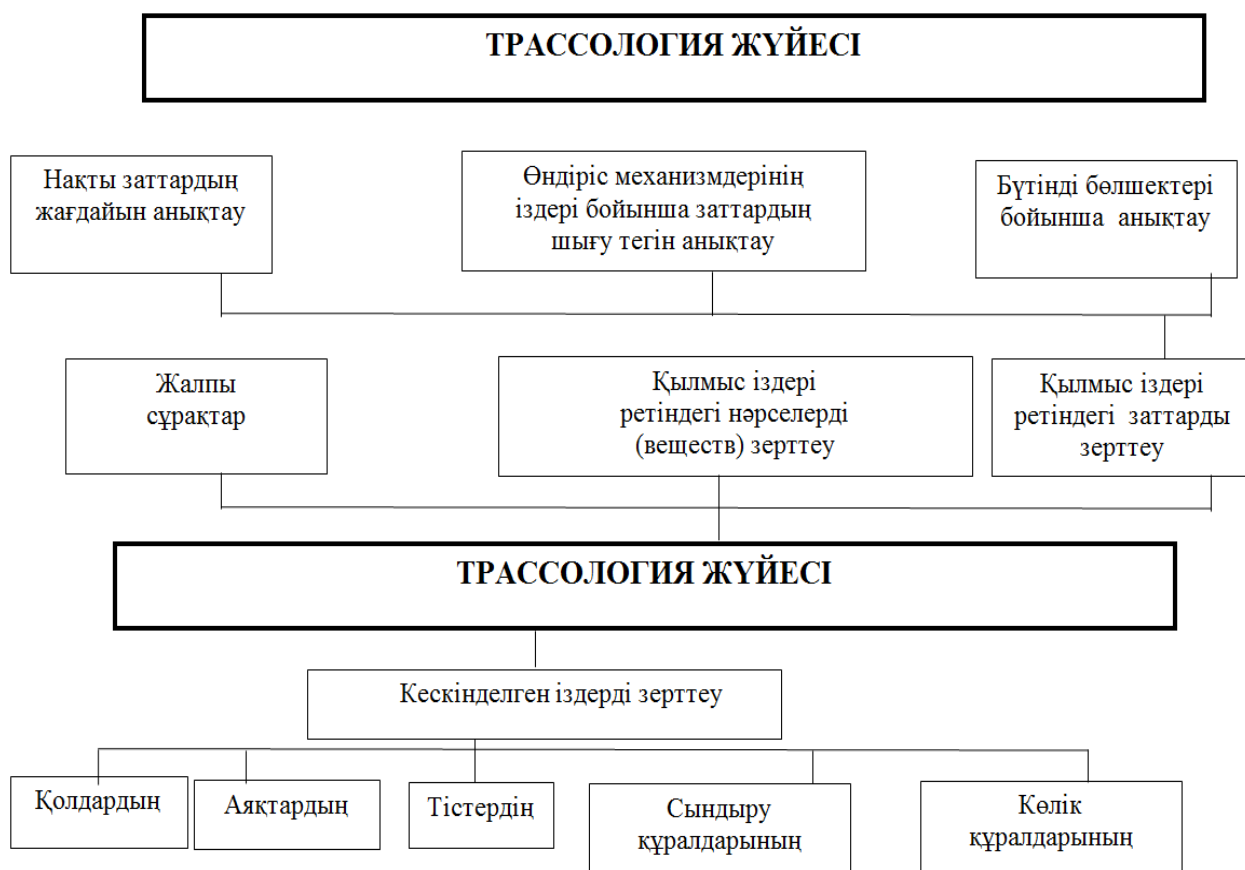 ТРАССОЛОГИЯ ЖҮЙЕСІ
Нақты заттардың
жағдайын анықтау
Өндіріс механизмдерінің
іздері бойынша заттардың
шығу тегін анықтау
Бүтінді бөлшектері
бойынша анықтау
Жалпы
сұрақтар
Қылмыс іздері
ретіндегі нәрселерді
(веществ) зерттеу
Қылмыс іздері
ретіндегі заттарды
зерттеу
ТРАССОЛОГИЯ ЖҮЙЕСІ
Кескінделген іздерді зерттеу
Қолдардың
Аяқтардың
Тістердің
Сындыру
құралдарының
Көлік
құралдарының